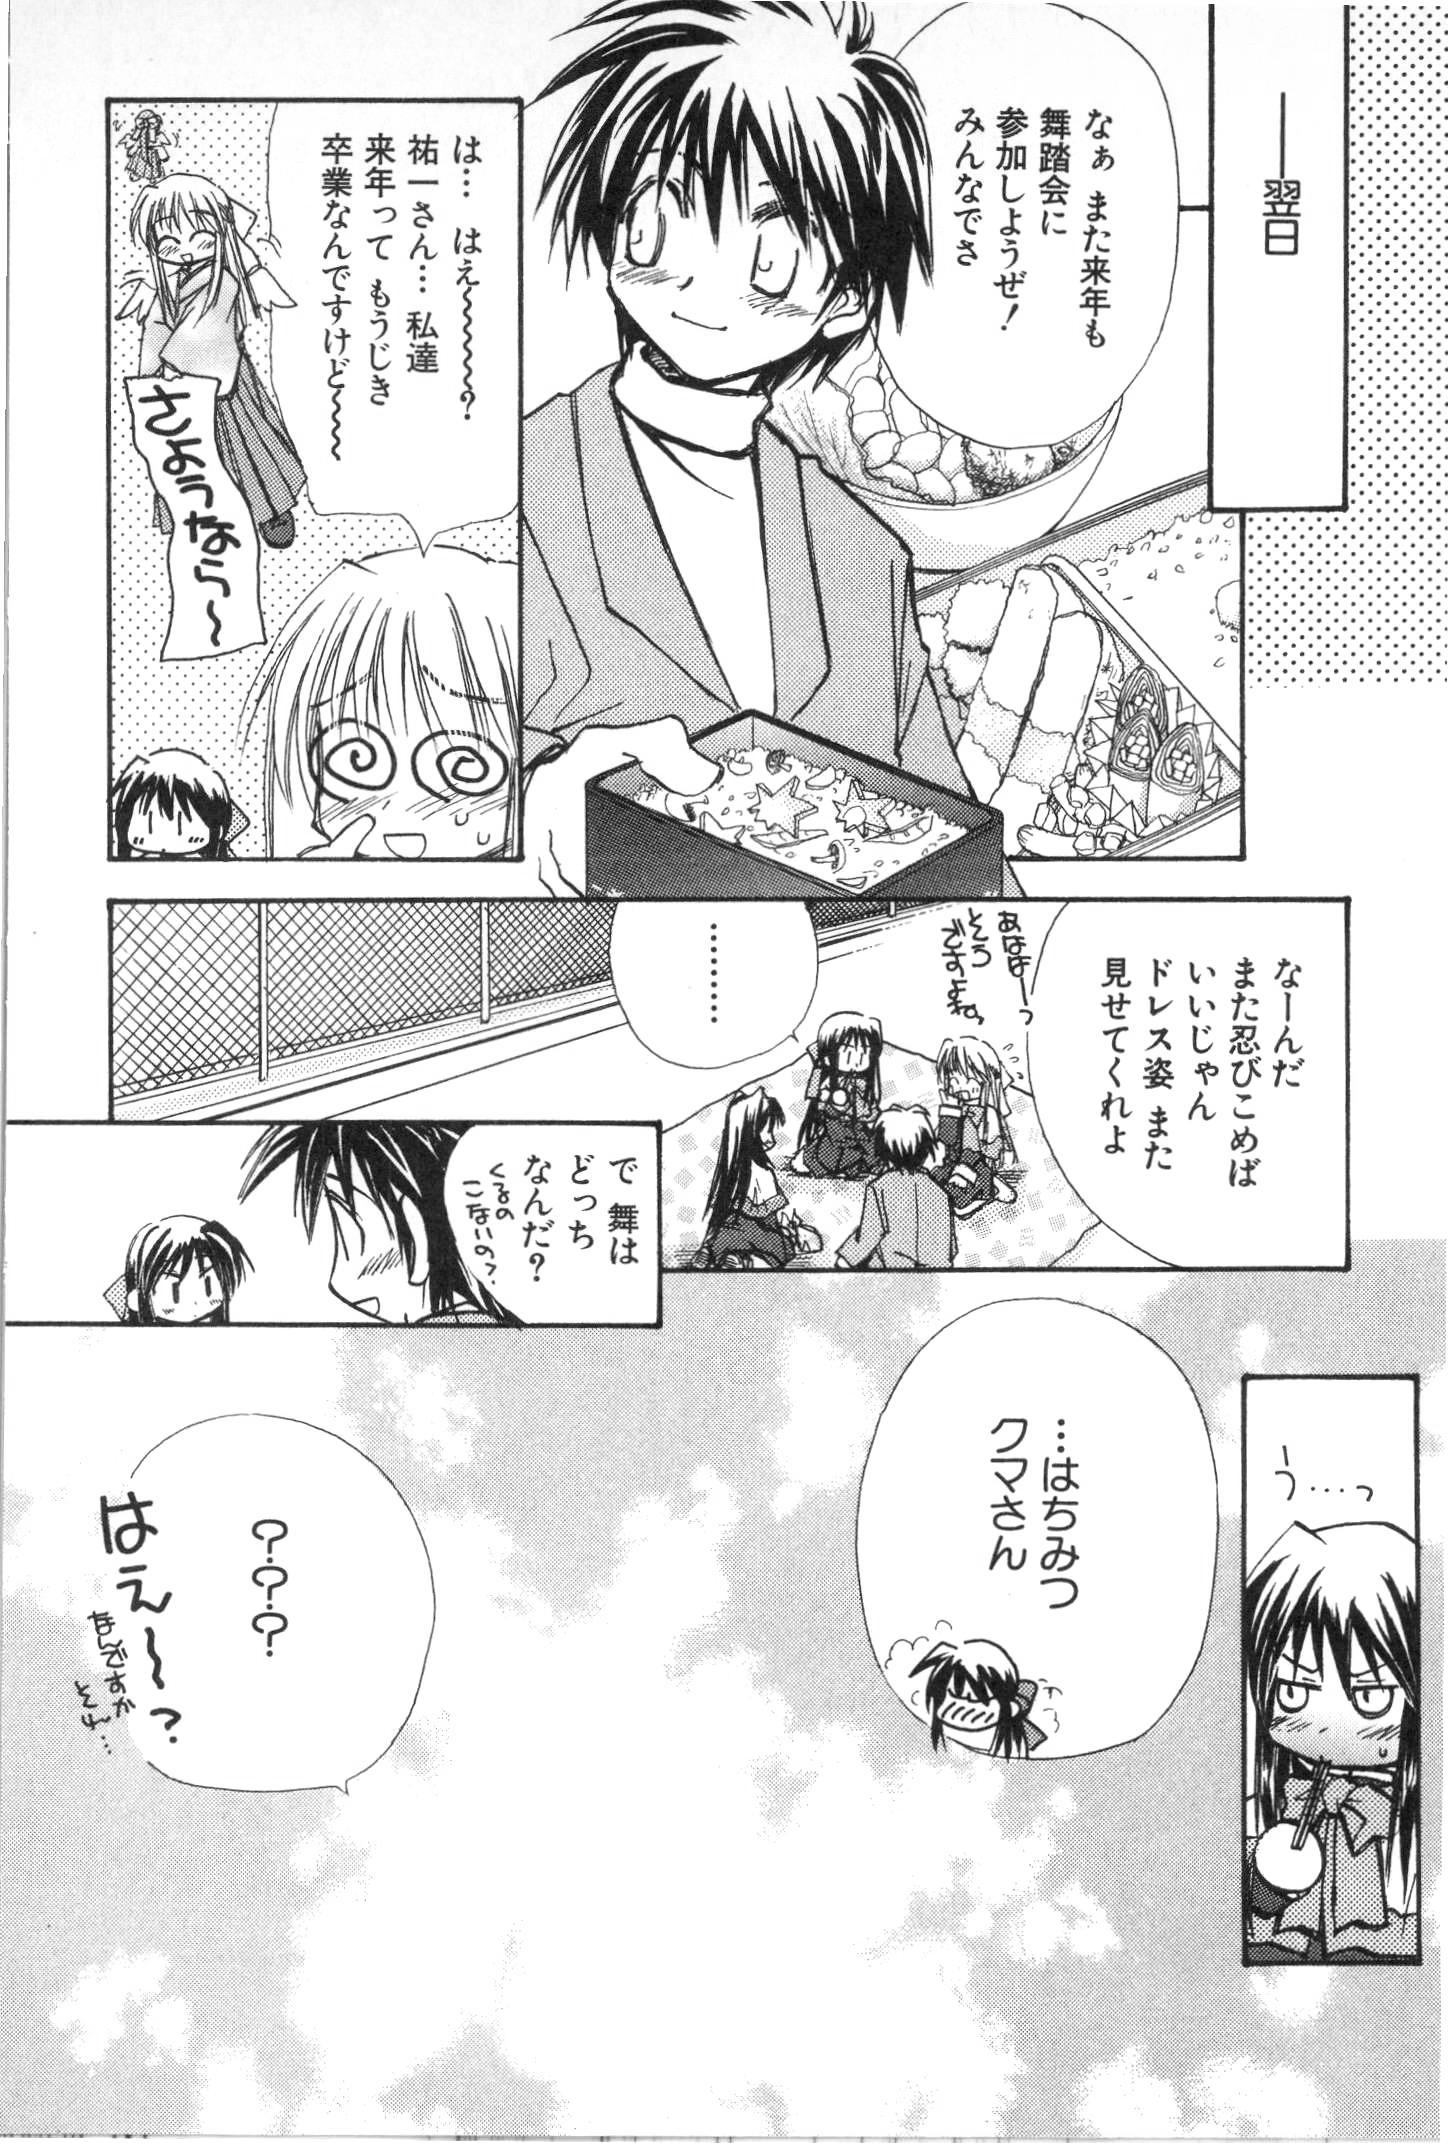 ――翌日
なぁ また来年も
舞踏会に
参加しようぜ！
みんなでさ
は… はえ〜〜〜〜？
祐一さん… 私達
来年って もうじき
卒業なんですけど〜〜〜
さようなら〜
なーんだ
また忍びこめば
いいじゃん
ドレス姿 また
見せてくれよ
あははーっ
そう
ですよねっ
………
で 舞は
どっち
なんだ？
くるの
こないの？
う…っ
…はちみつ
クマさん
？？？
はえ〜？
なんですか
それ…